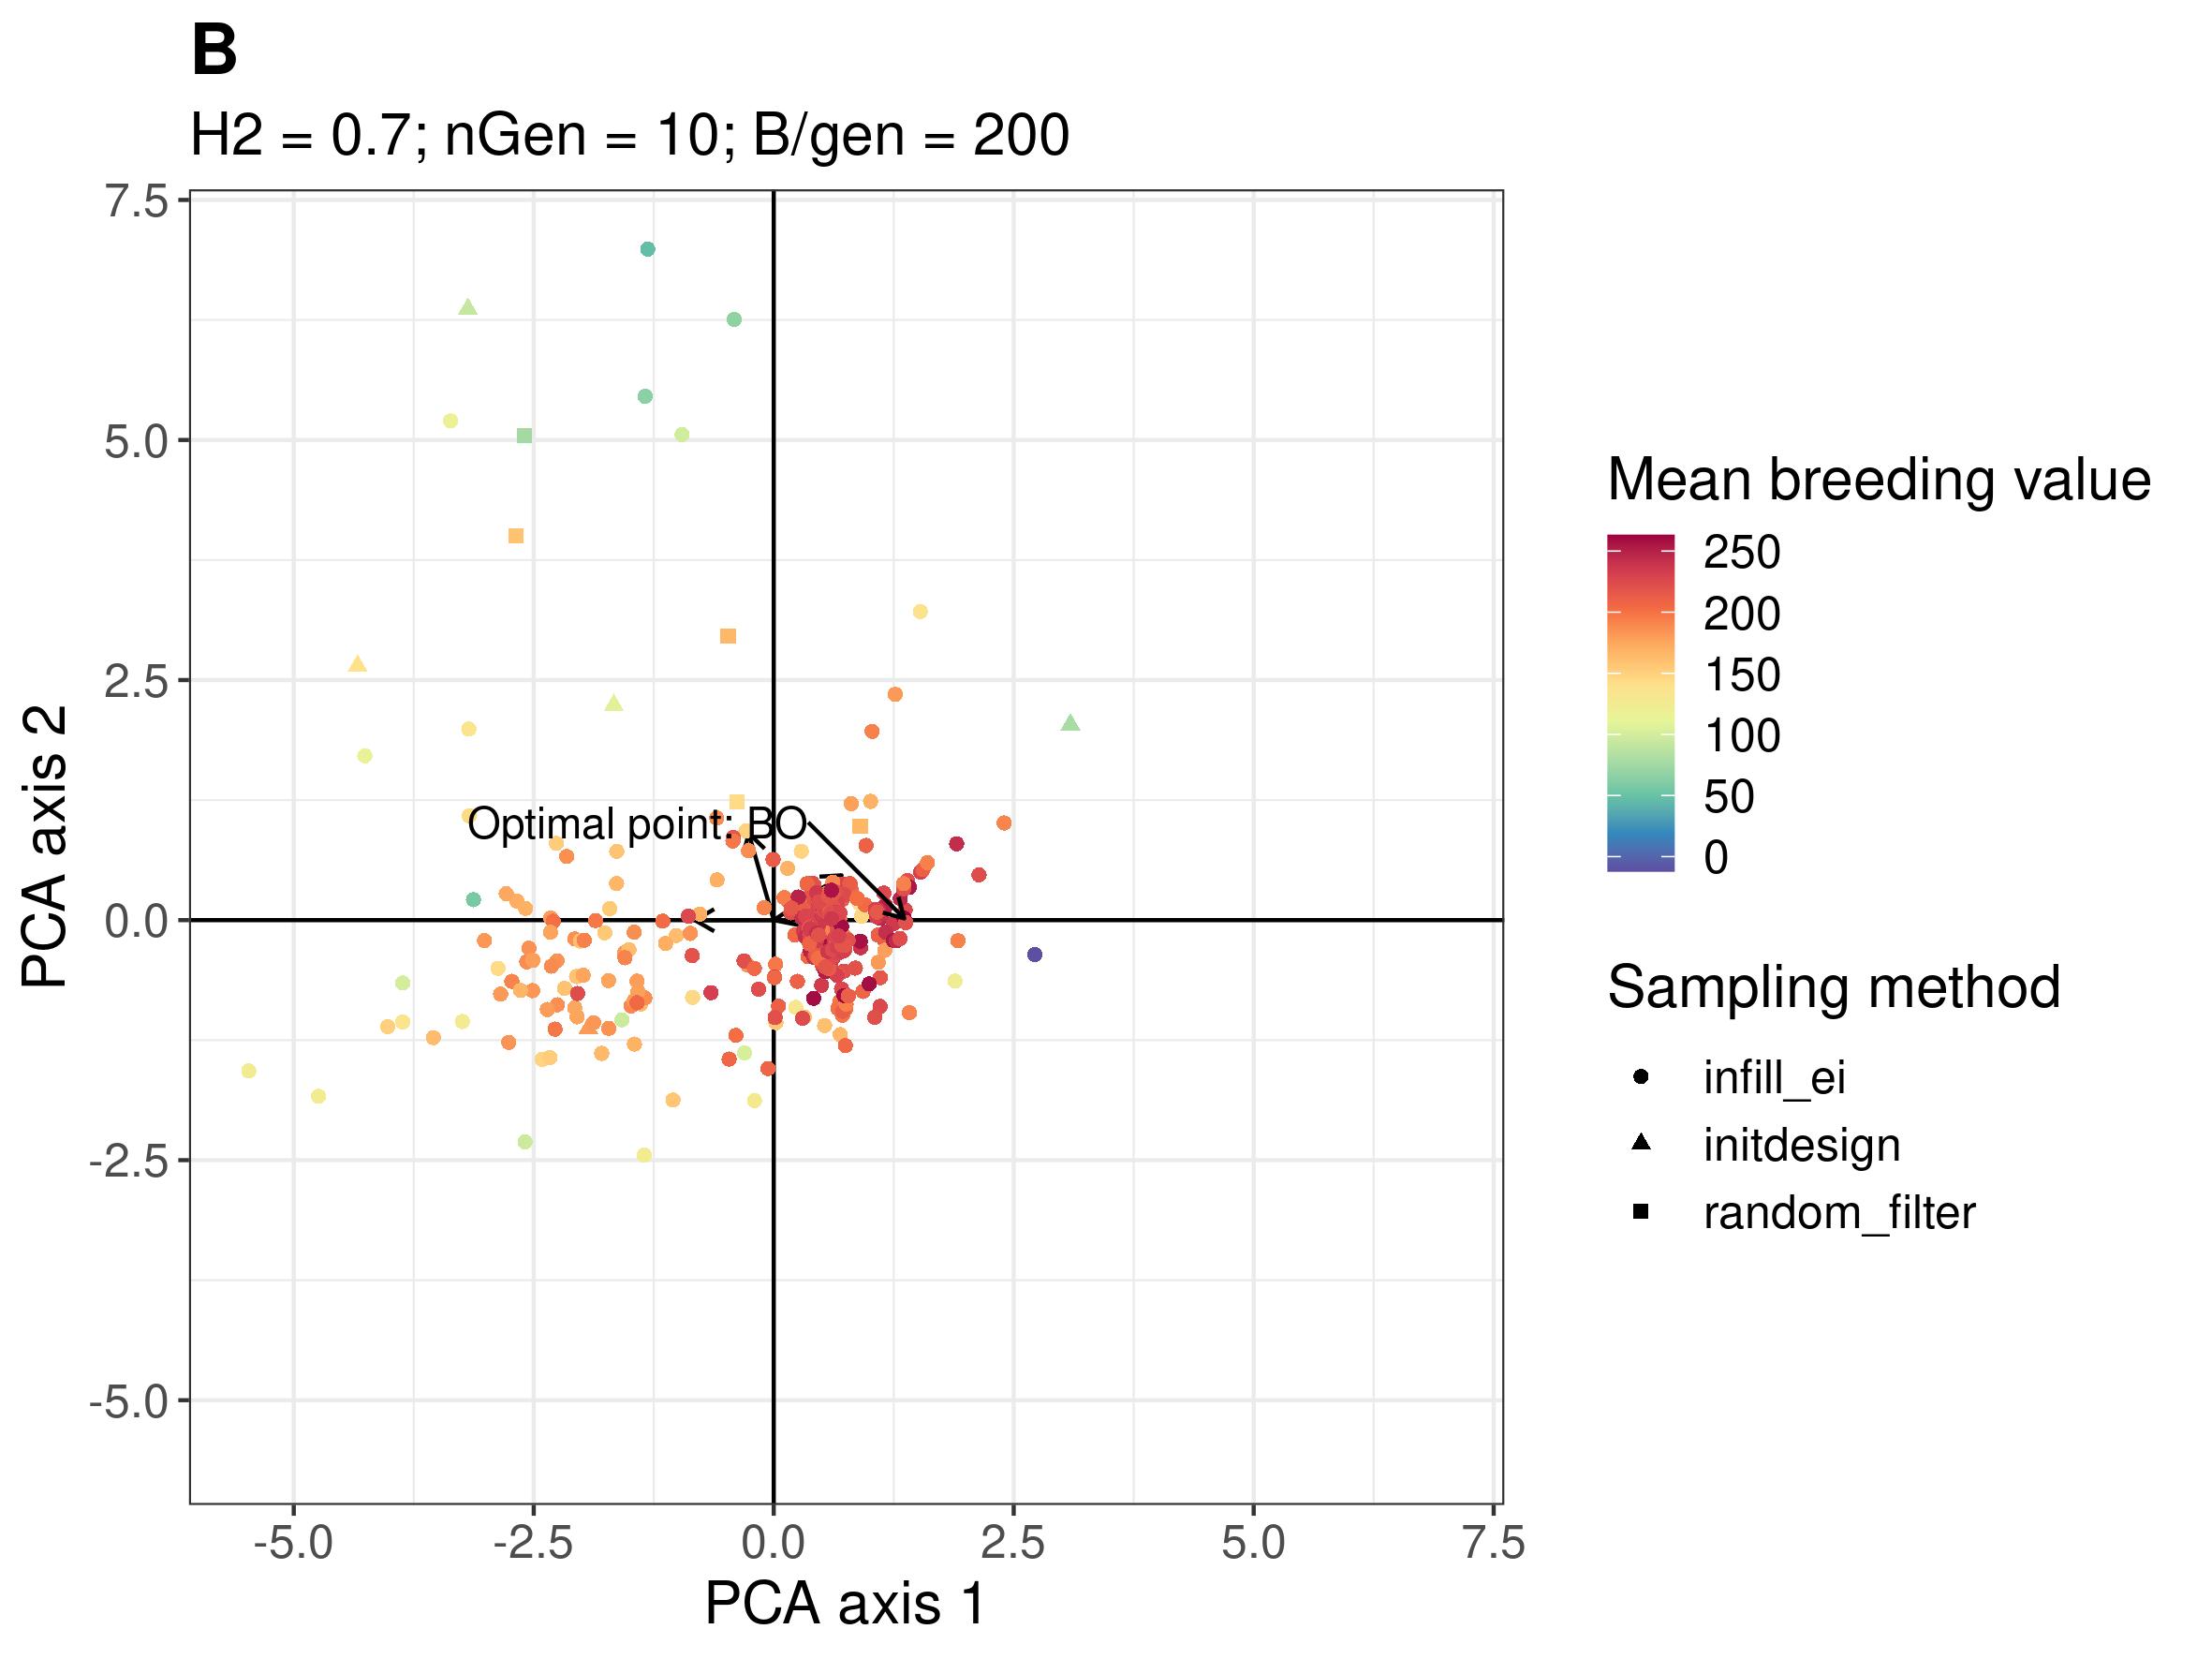 B
H2 = 0.7; nGen = 10; B/gen = 200
7.5
5.0
2.5
0.0
-2.5
-5.0
PCA axis 2
Optimal point: BO
-5.0 -2.5 0.0 2.5 5.0 7.5
PCA axis 1
Mean breeding value
250
200
150
100
50
0
Sampling method
infill_ei
initdesign
random_filter